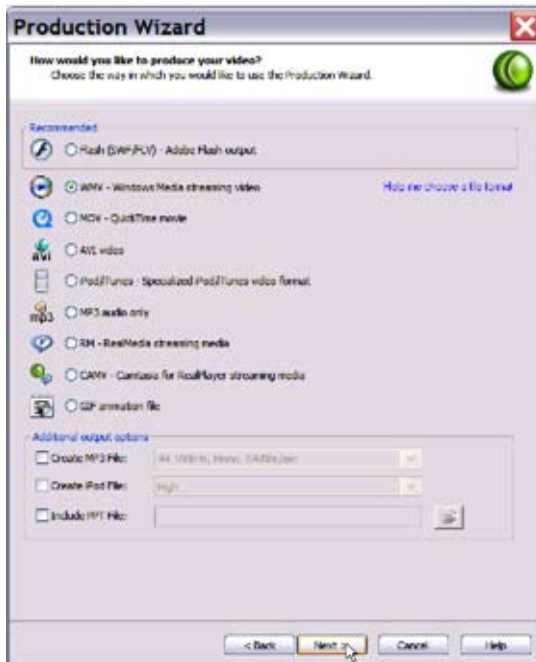 Production Wizard
How would you like to produce your video?
Choose the way in which you would like to use the Production Wizard.
Recommended
Flash (SWF/FLV) - Adobe Flash output
WMV - Windows Media streaming video
Help me choose a file format
MOV - QuickTime movie
AVI video
iPod/iTunes - Specialized iPod/iTunes video format
MP3 audio only
RM - RealMedia streaming media
CAMV - Camtasia for RealPlayer streaming media
GIF animation file
Additional output options
Create MP3 File:
Create iPod File:
High
Include PPT File:
< Back
Next >
Cancel
Help